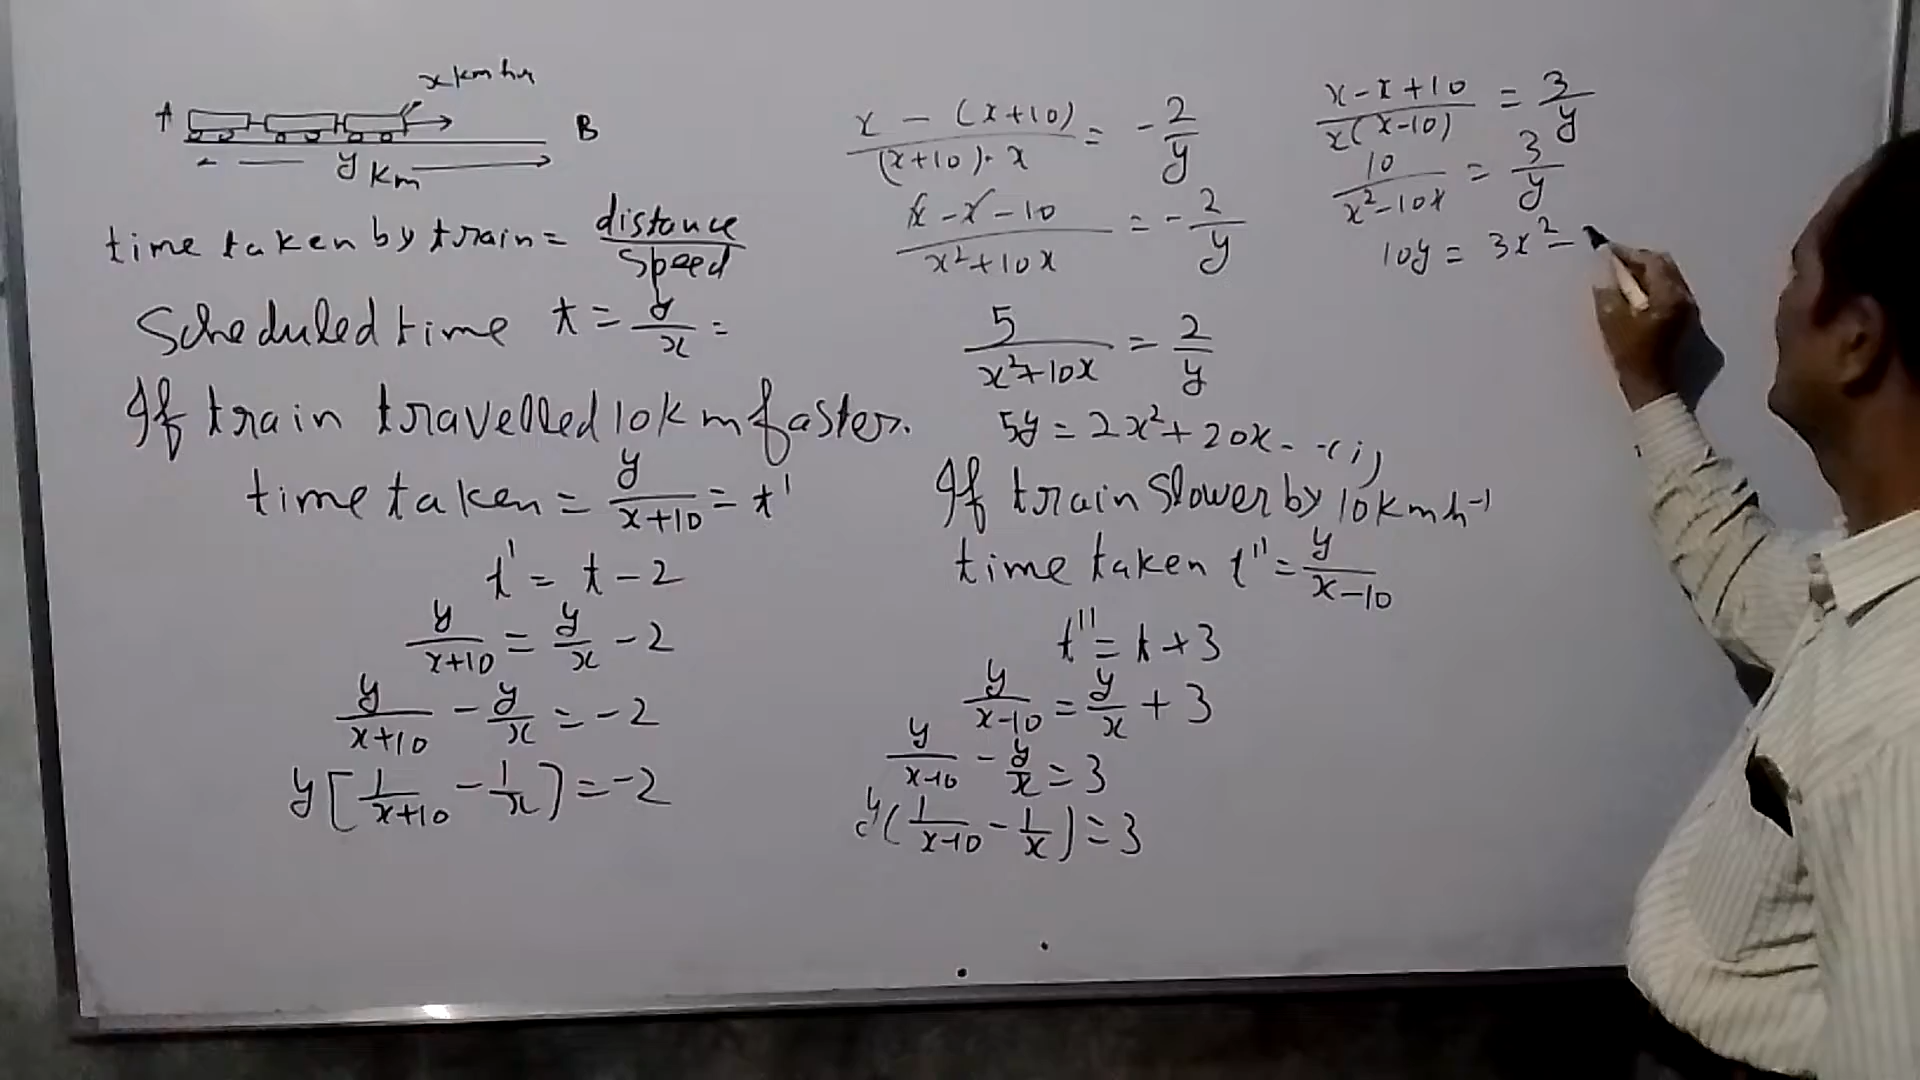 x km hr
A B
y km
time taken by train = distance/speed
Scheduled time t = y/x =
If train travelled 10 km faster.
time taken = y/(x+10) = t'
t' = t - 2
y/(x+10) = y/x - 2
y/(x+10) - y/x = -2
y[1/(x+10) - 1/x] = -2
(x - (x+10))/((x+10)·x) = -2/y
(x - x - 10)/(x²+10x) = -2/y
5/(x²+10x) = 2/y
5y = 2x² + 20x - - (i)
If train slower by 10 km h⁻¹
time taken t'' = y/(x-10)
t'' = t + 3
y/(x-10) = y/x + 3
y/(x-10) - y/x = 3
y(1/(x-10) - 1/x) = 3
(x - x + 10)/(x(x-10)) = 3/y
10/(x²-10x) = 3/y
10y = 3x² -